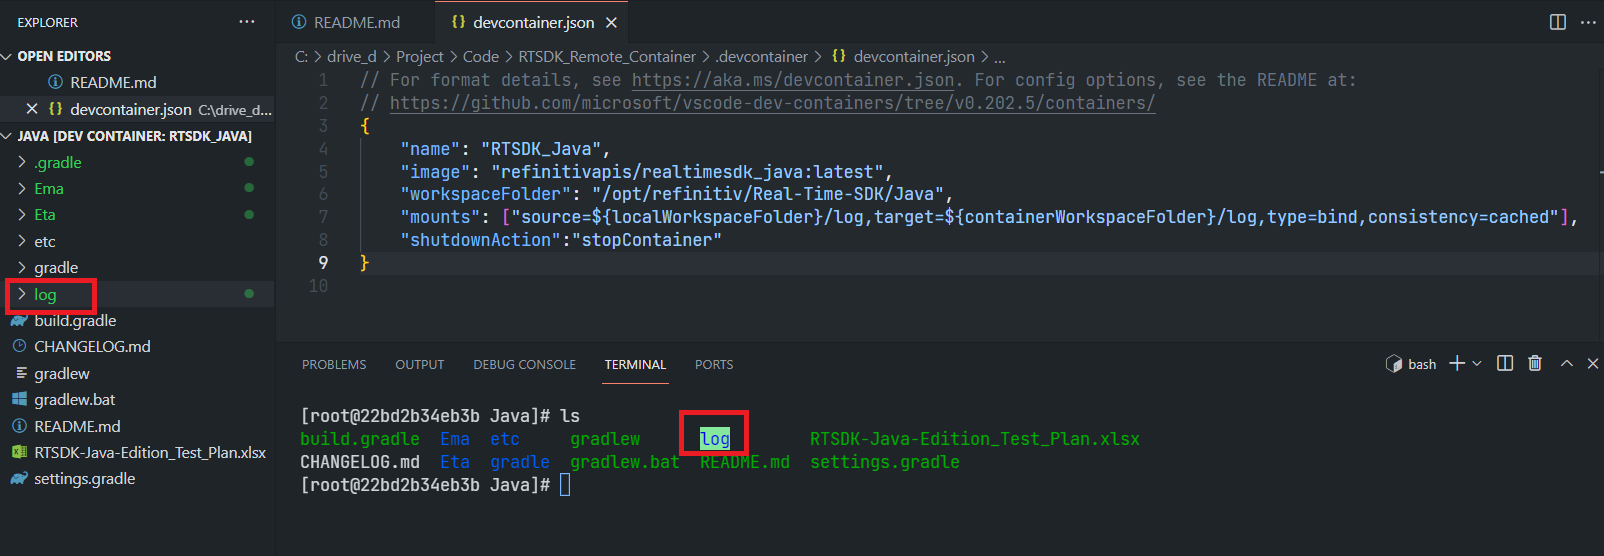 EXPLORER
OPEN EDITORS
README.md
devcontainer.json C:\drive_d...
JAVA [DEV CONTAINER: RTSDK_JAVA]
.gradle
Ema
Eta
etc
gradle
log
build.gradle
CHANGELOG.md
gradlew
gradlew.bat
README.md
RTSDK-Java-Edition_Test_Plan.xlsx
settings.gradle
README.md
{} devcontainer.json
C: > drive_d > Project > Code > RTSDK_Remote_Container > .devcontainer > {} devcontainer.json > ...
1 // For format details, see https://aka.ms/devcontainer.json. For config options, see the README at:
2 // https://github.com/microsoft/vscode-dev-containers/tree/v0.202.5/containers/
3 {
4 "name": "RTSDK_Java",
5 "image": "refinitivapis/realtimesdk_java:latest",
6 "workspaceFolder": "/opt/refinitiv/Real-Time-SDK/Java",
7 "mounts": ["source=${localWorkspaceFolder}/log,target=${containerWorkspaceFolder}/log,type=bind,consistency=cached"],
8 "shutdownAction":"stopContainer"
9 }
10
PROBLEMS OUTPUT DEBUG CONSOLE TERMINAL PORTS
bash
[root@22bd2b34eb3b Java]# ls
build.gradle Ema etc gradlew log RTSDK-Java-Edition_Test_Plan.xlsx
CHANGELOG.md Eta gradle gradlew.bat README.md settings.gradle
[root@22bd2b34eb3b Java]#